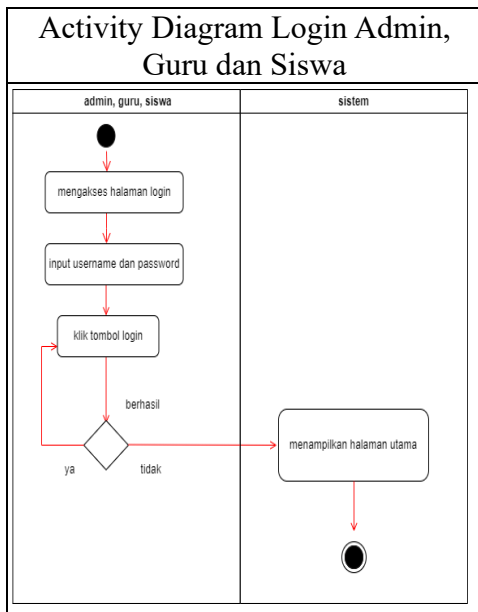 Activity Diagram Login Admin,
Guru dan Siswa
admin, guru, siswa
sistem
mengakses halaman login
input username dan password
klik tombol login
berhasil
ya
tidak
menampilkan halaman utama